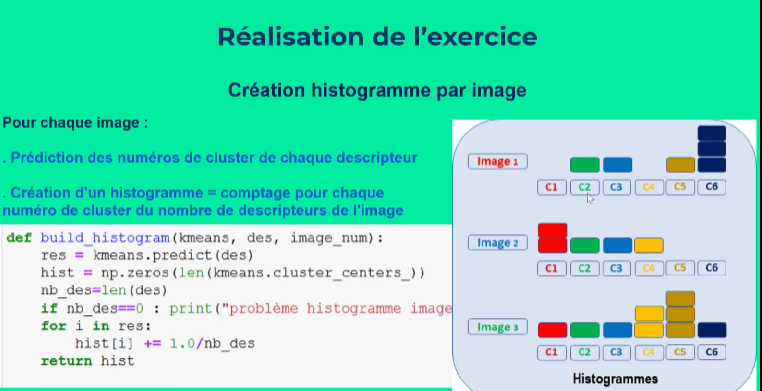 Réalisation de l'exercice
Création histogramme par image
Pour chaque image :
. Prédiction des numéros de cluster de chaque descripteur
. Création d'un histogramme = comptage pour chaque
numéro de cluster du nombre de descripteurs de l'image
def build_histogram(kmeans, des, image_num):
    res = kmeans.predict(des)
    hist = np.zeros(len(kmeans.cluster_centers_))
    nb_des=len(des)
    if nb_des==0 : print("problème histogramme image
    for i in res:
        hist[i] += 1.0/nb_des
    return hist
Image 1
C1 C2 C3 C4 C5 C6
Image 2
C1 C2 C3 C4 C5 C6
Image 3
C1 C2 C3 C4 C5 C6
Histogrammes